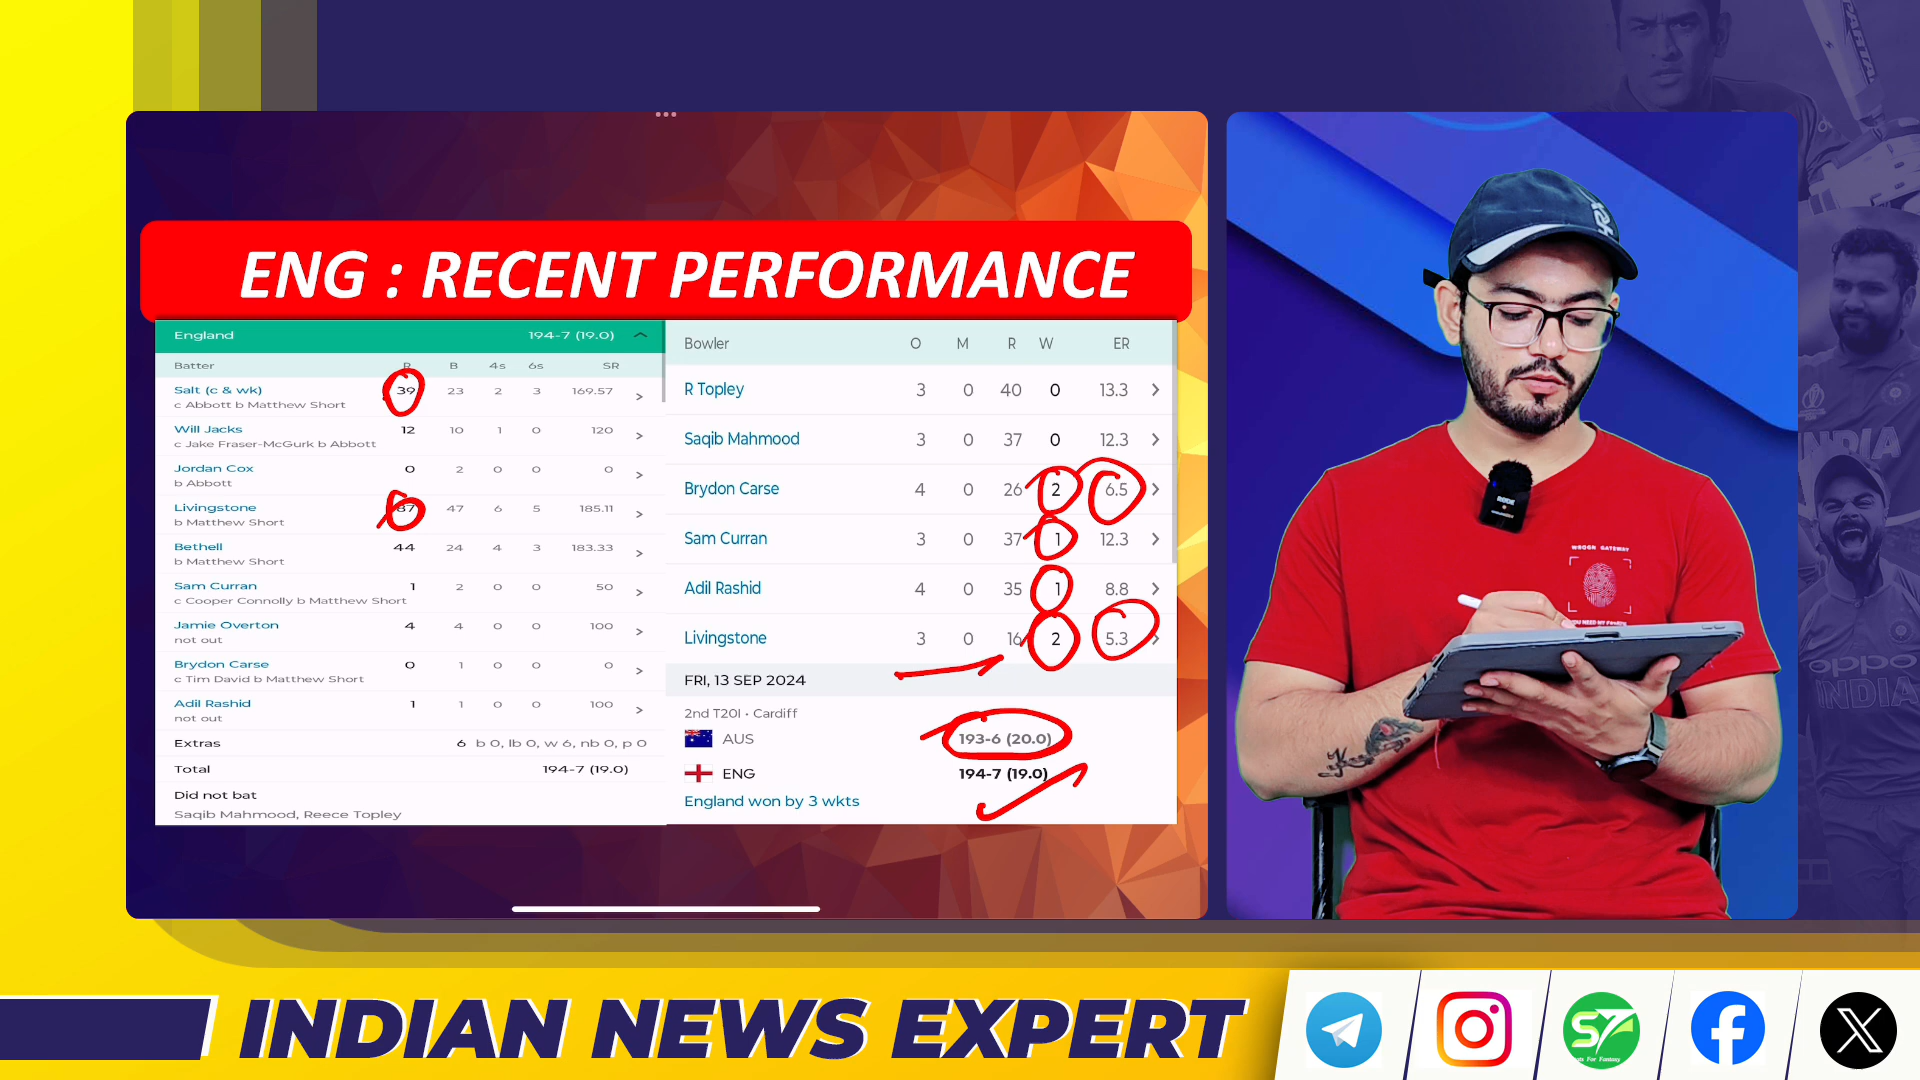 ENG : RECENT PERFORMANCE
England 194-7 (19.0)
Batter R B 4s 6s SR
Salt (c & wk) 39 23 2 3 169.57
c Abbott b Matthew Short
Will Jacks 12 10 1 0 120
c Jake Fraser-McGurk b Abbott
Jordan Cox 0 2 0 0 0
b Abbott
Livingstone 87 47 6 5 185.11
b Matthew Short
Bethell 44 24 4 3 183.33
b Matthew Short
Sam Curran 1 2 0 0 50
c Cooper Connolly b Matthew Short
Jamie Overton 4 4 0 0 100
not out
Brydon Carse 0 1 0 0 0
c Tim David b Matthew Short
Adil Rashid 1 1 0 0 100
not out
Extras 6 b 0, lb 0, w 6, nb 0, p 0
Total 194-7 (19.0)
Did not bat
Saqib Mahmood, Reece Topley
Bowler O M R W ER
R Topley 3 0 40 0 13.3
Saqib Mahmood 3 0 37 0 12.3
Brydon Carse 4 0 26 2 6.5
Sam Curran 3 0 37 1 12.3
Adil Rashid 4 0 35 1 8.8
Livingstone 3 0 16 2 5.3
FRI, 13 SEP 2024
2nd T20I • Cardiff
AUS 193-6 (20.0)
ENG 194-7 (19.0)
England won by 3 wkts
RODE
INDIA
oppo
INDIA
INDIAN NEWS EXPERT
S7